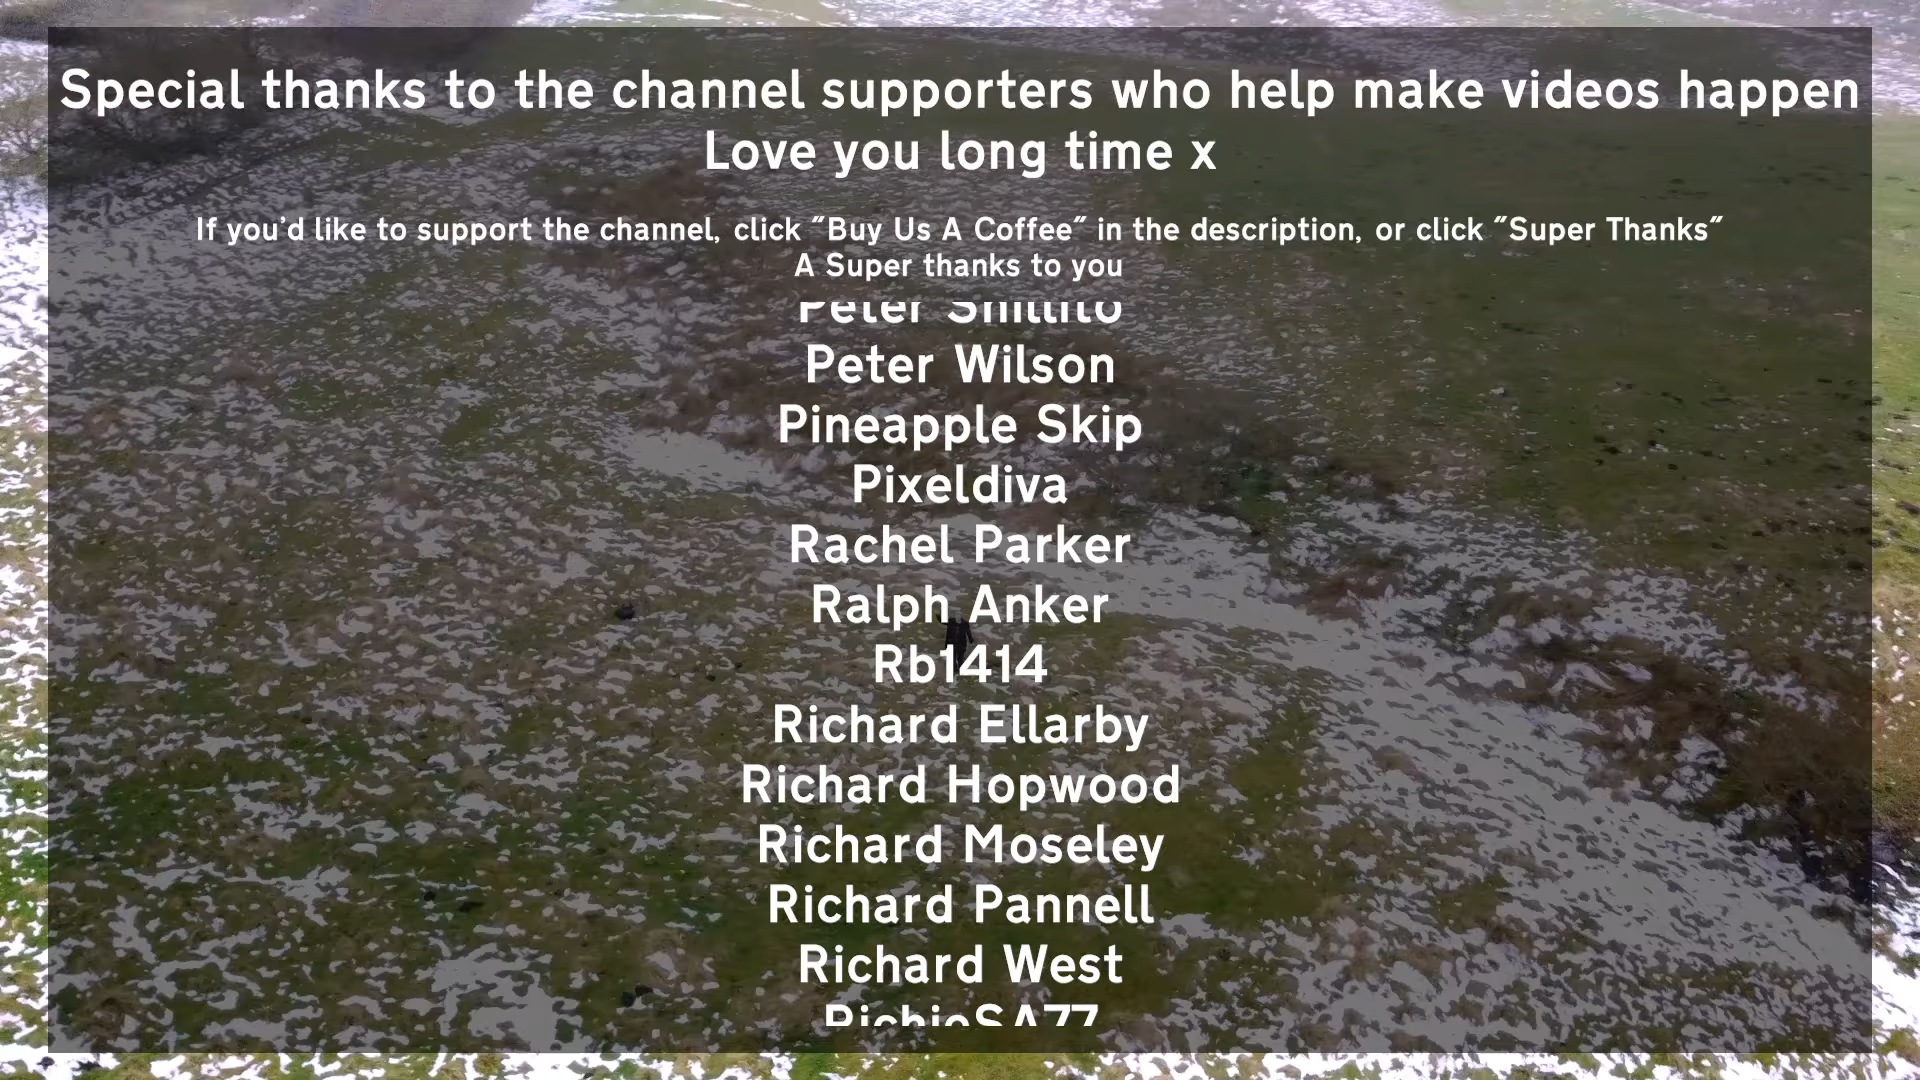 Special thanks to the channel supporters who help make videos happen
Love you long time x
If you'd like to support the channel, click "Buy Us A Coffee" in the description, or click "Super Thanks"
A Super thanks to you
Peter
Peter Wilson
Pineapple Skip
Pixeldiva
Rachel Parker
Ralph Anker
Rb1414
Richard Ellarby
Richard Hopwood
Richard Moseley
Richard Pannell
Richard West
RichieSA77